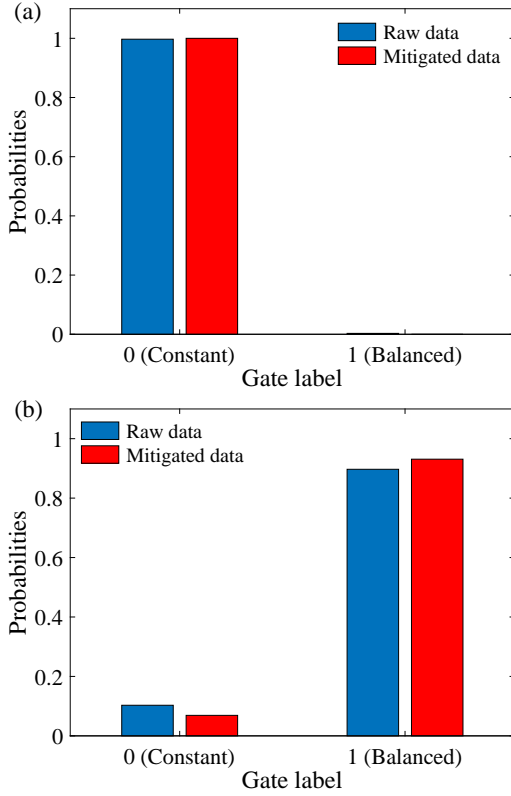 (a)
Raw data
Mitigated data
1
0.8
0.6
0.4
0.2
0
Probabilities
0 (Constant)
1 (Balanced)
Gate label
(b)
Raw data
Mitigated data
1
0.8
0.6
0.4
0.2
0
Probabilities
0 (Constant)
1 (Balanced)
Gate label